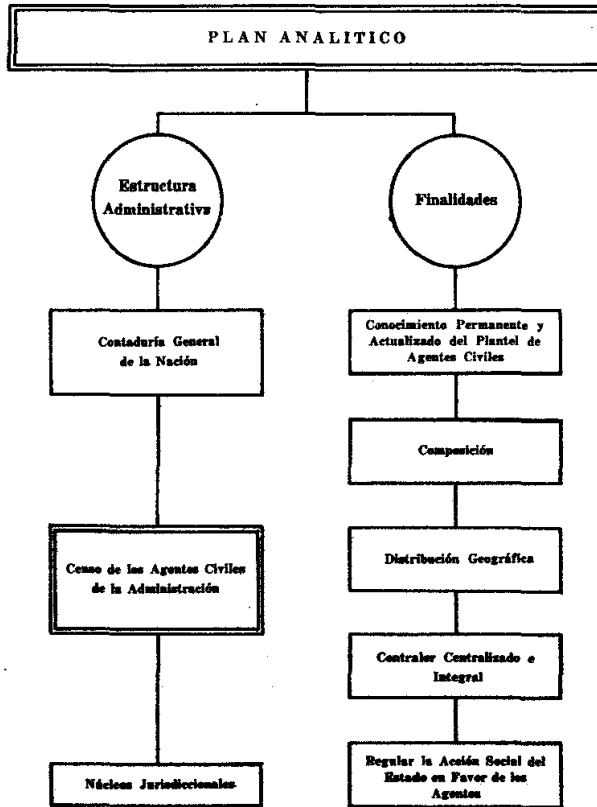 PLAN ANALITICO
Estructura
Administrativa
Finalidades
Contaduría General
de la Nación
Conocimiento Permanente y
Actualizado del Plantel de
Agentes Civiles
Composición
Censo de los Agentes Civiles
de la Administración
Distribución Geográfica
Contralor Centralizado e
Integral
Núcleos Jurisdiccionales
Regular la Acción Social del
Estado en Favor de los
Agentes